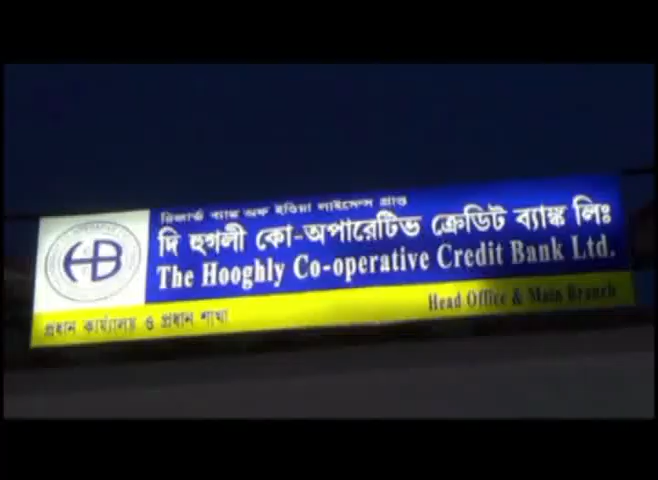 রিজার্ভ ব্যাঙ্ক অফ ইন্ডিয়া লাইসেন্স প্রাপ্ত
দি হুগলী কো-অপারেটিভ ক্রেডিট ব্যাঙ্ক লিঃ
The Hooghly Co-operative Credit Bank Ltd.
HB
Head Office & Main Branch
প্রধান কার্য্যালয় ও প্রধান শাখা